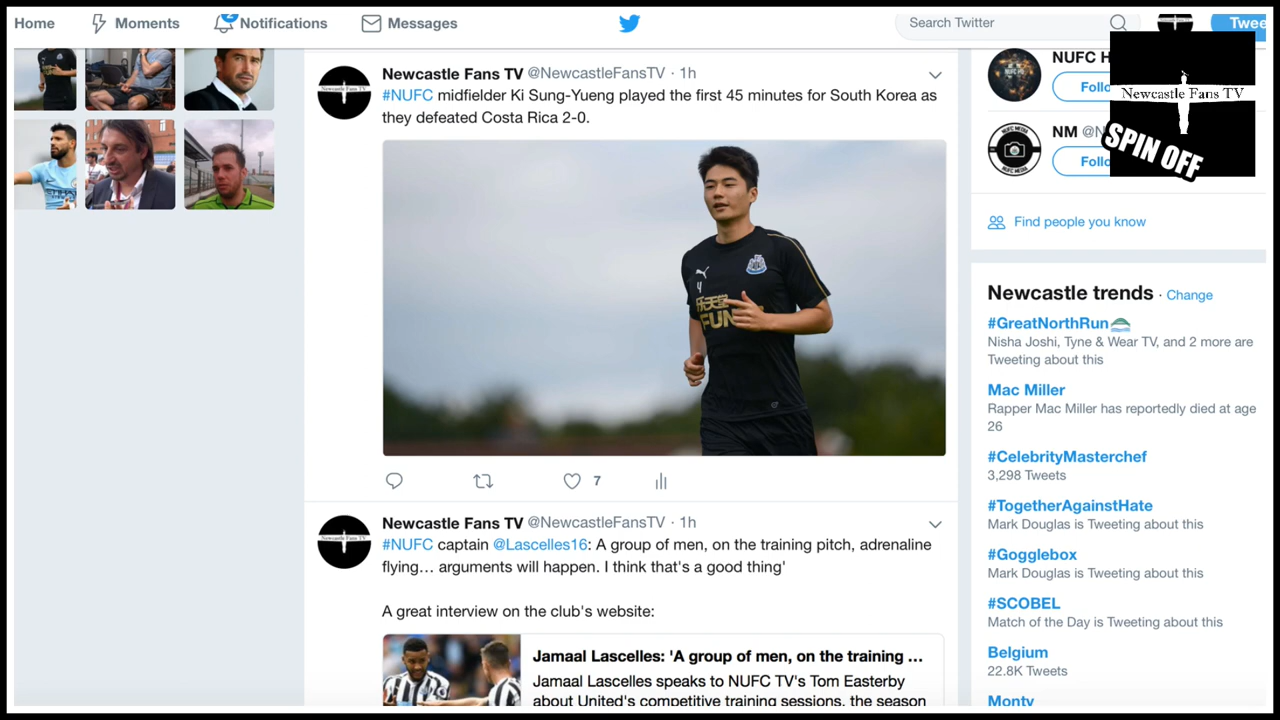 Home
Moments
2
Notifications
Messages
Search Twitter
Twee
Newcastle Fans TV @NewcastleFansTV · 1h
#NUFC midfielder Ki Sung-Yueng played the first 45 minutes for South Korea as
they defeated Costa Rica 2-0.
4
乐天堂
FUN
7
Newcastle Fans TV @NewcastleFansTV · 1h
#NUFC captain @Lascelles16: A group of men, on the training pitch, adrenaline
flying… arguments will happen. I think that's a good thing'
A great interview on the club's website:
Jamaal Lascelles: 'A group of men, on the training ...
Jamaal Lascelles speaks to NUFC TV's Tom Easterby
about United's competitive training sessions, the season
NUFC H
Follo
NM @N
Follo
NUFC MEDIA
Newcastle Fans TV
SPIN OFF
Find people you know
Newcastle trends · Change
#GreatNorthRun
Nisha Joshi, Tyne & Wear TV, and 2 more are
Tweeting about this
Mac Miller
Rapper Mac Miller has reportedly died at age
26
#CelebrityMasterchef
3,298 Tweets
#TogetherAgainstHate
Mark Douglas is Tweeting about this
#Gogglebox
Mark Douglas is Tweeting about this
#SCOBEL
Match of the Day is Tweeting about this
Belgium
22.8K Tweets
Monty